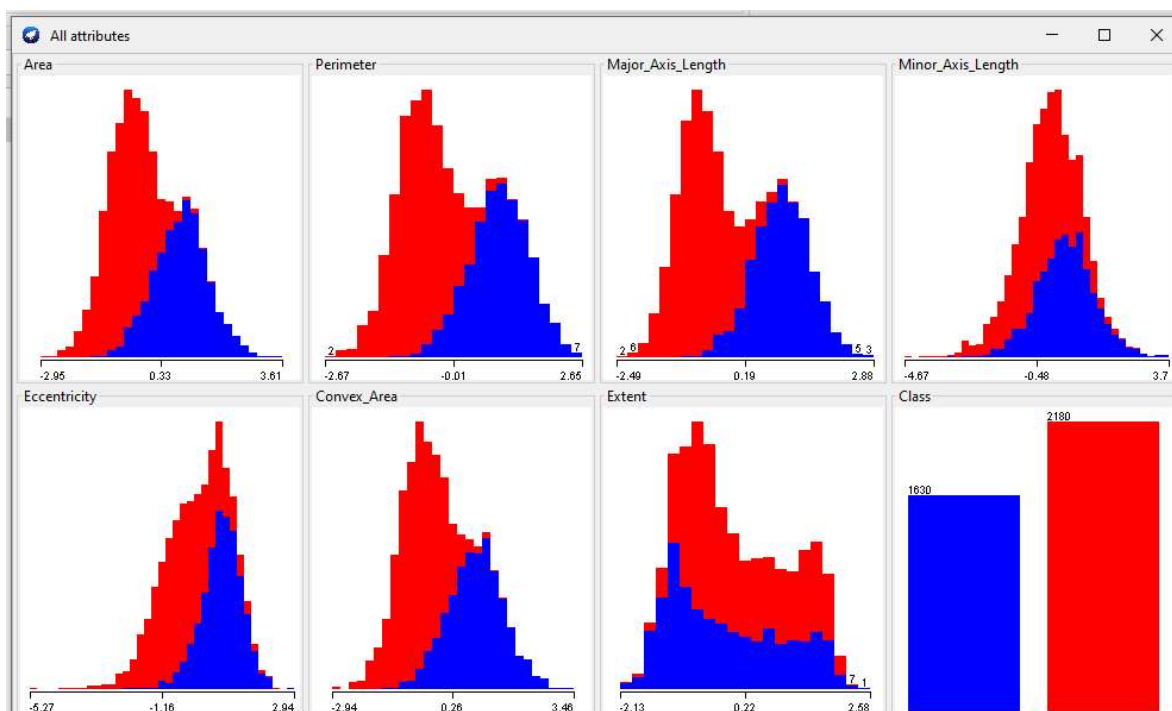 All attributes
Area
Perimeter
Major_Axis_Length
Minor_Axis_Length
2
7
2 6
5 3
-2.95 0.33 3.61
-2.67 -0.01 2.65
-2.49 0.19 2.88
-4.67 -0.48 3.7
Eccentricity
Convex_Area
Extent
Class
2180
1630
7 1
-5.27 -1.16 2.94
-2.94 0.26 3.46
-2.13 0.22 2.58